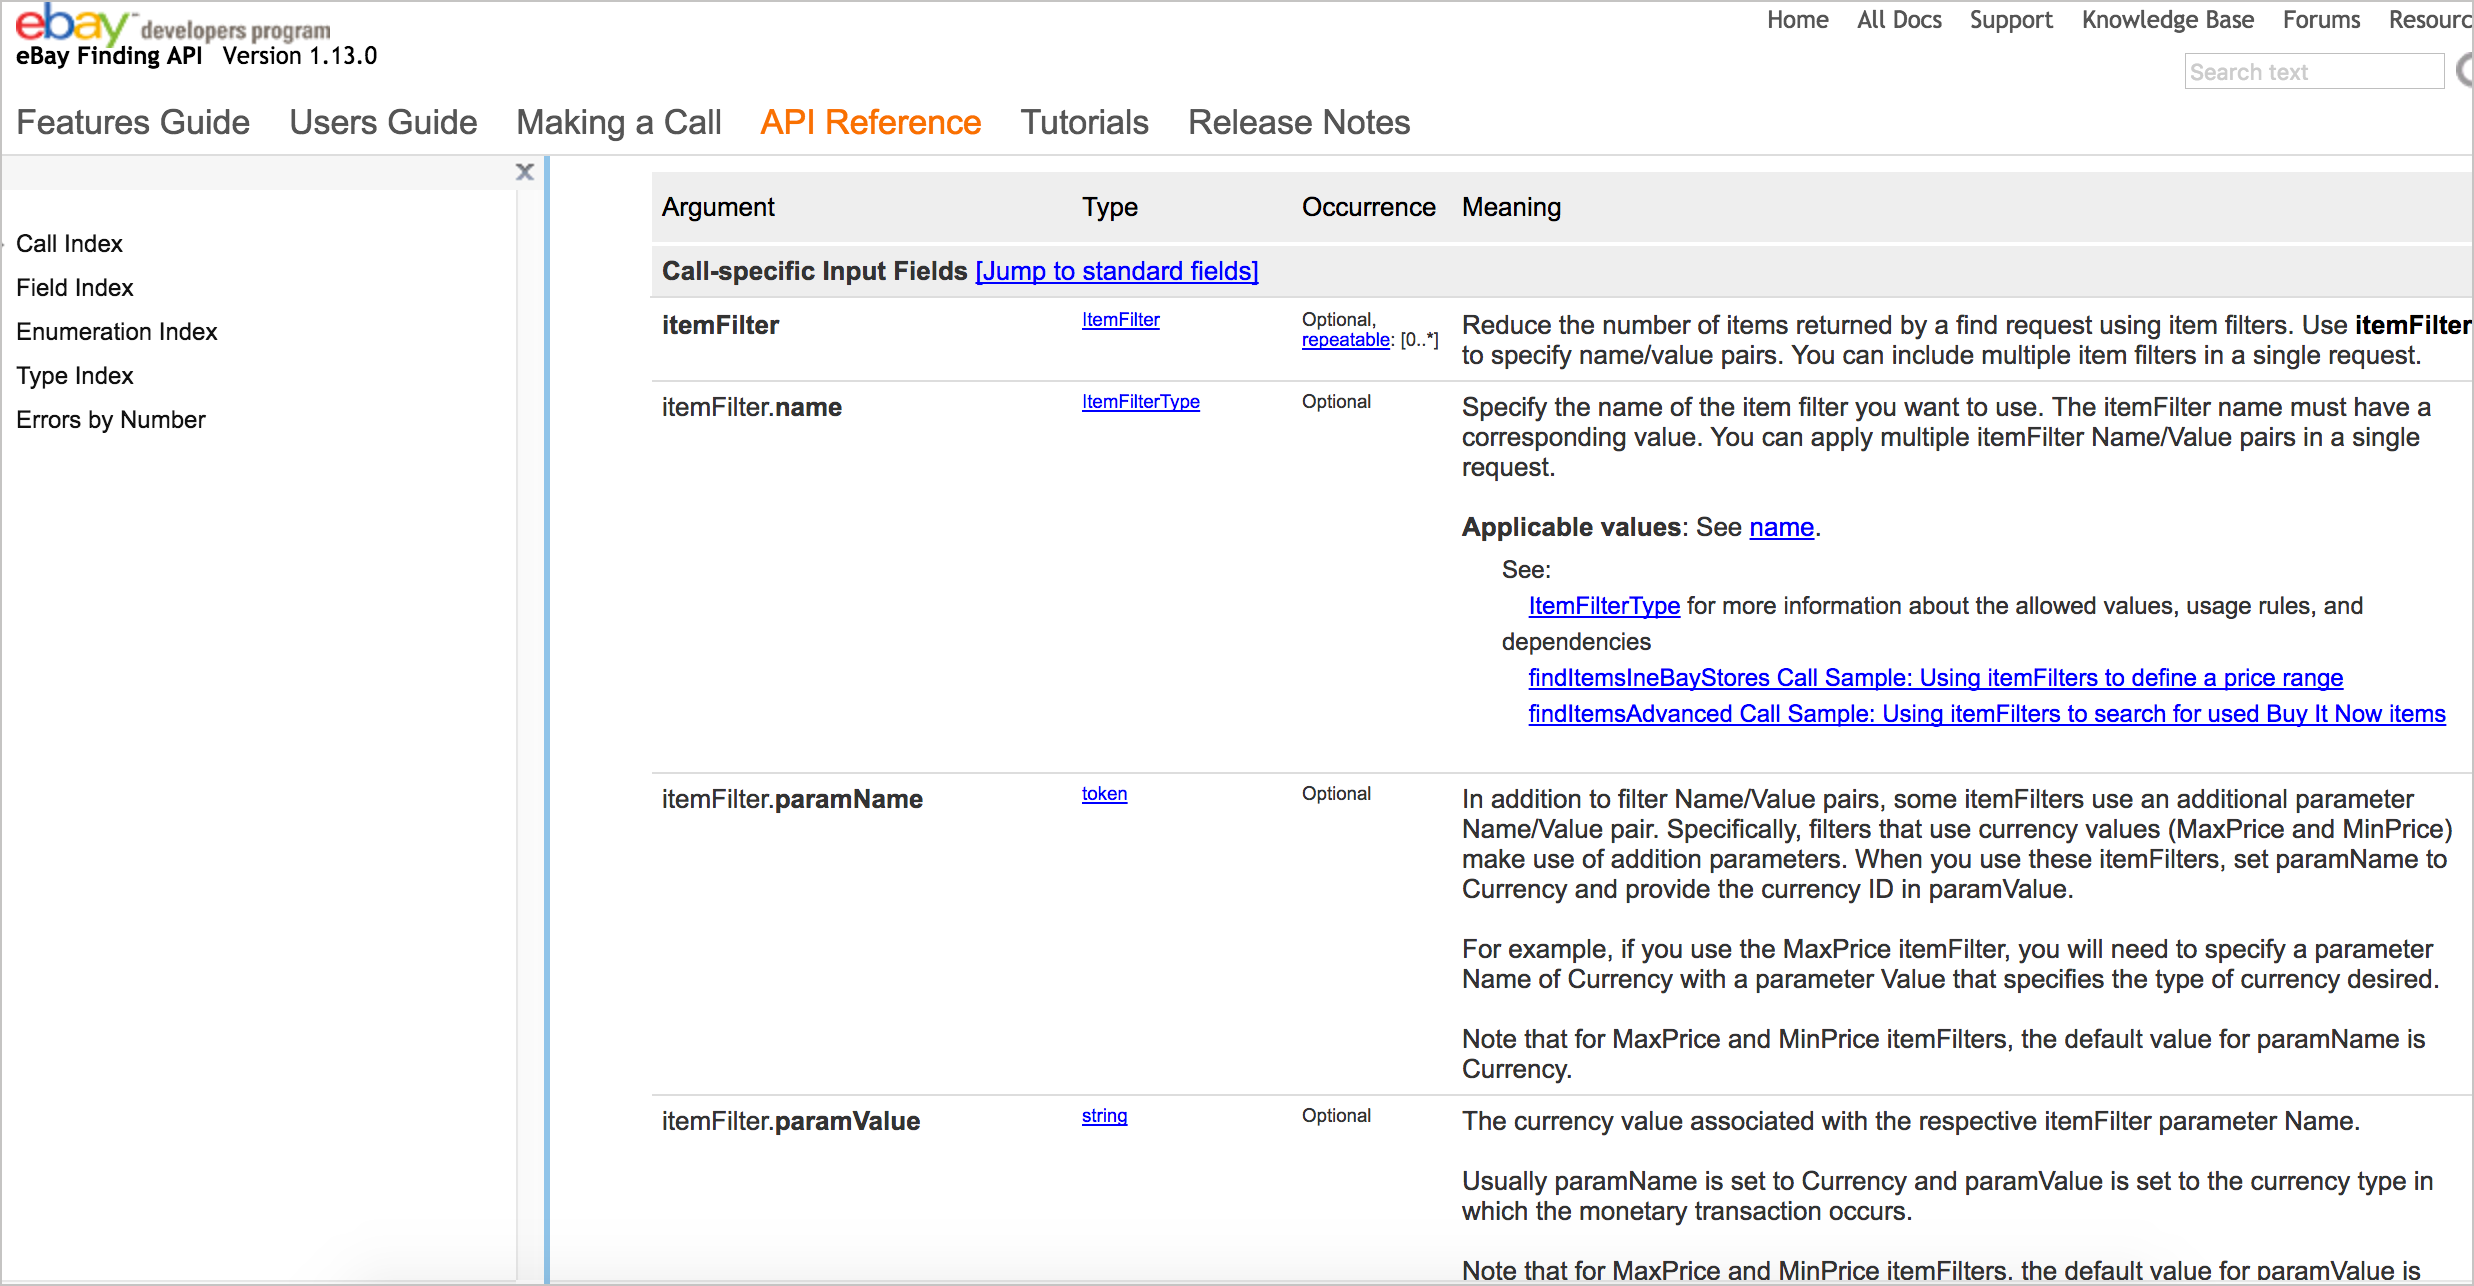 ebay™ developers program
eBay Finding API Version 1.13.0
Home All Docs Support Knowledge Base Forums Resourc
Search text
Features Guide Users Guide Making a Call API Reference Tutorials Release Notes
X
Call Index
Field Index
Enumeration Index
Type Index
Errors by Number
Argument Type Occurrence Meaning
Call-specific Input Fields [Jump to standard fields]
itemFilter ItemFilter Optional,
repeatable: [0..*]
Reduce the number of items returned by a find request using item filters. Use itemFilter
to specify name/value pairs. You can include multiple item filters in a single request.
itemFilter.name ItemFilterType Optional
Specify the name of the item filter you want to use. The itemFilter name must have a
corresponding value. You can apply multiple itemFilter Name/Value pairs in a single
request.
Applicable values: See name.
See:
ItemFilterType for more information about the allowed values, usage rules, and
dependencies
findItemsIneBayStores Call Sample: Using itemFilters to define a price range
findItemsAdvanced Call Sample: Using itemFilters to search for used Buy It Now items
itemFilter.paramName token Optional
In addition to filter Name/Value pairs, some itemFilters use an additional parameter
Name/Value pair. Specifically, filters that use currency values (MaxPrice and MinPrice)
make use of addition parameters. When you use these itemFilters, set paramName to
Currency and provide the currency ID in paramValue.
For example, if you use the MaxPrice itemFilter, you will need to specify a parameter
Name of Currency with a parameter Value that specifies the type of currency desired.
Note that for MaxPrice and MinPrice itemFilters, the default value for paramName is
Currency.
itemFilter.paramValue string Optional
The currency value associated with the respective itemFilter parameter Name.
Usually paramName is set to Currency and paramValue is set to the currency type in
which the monetary transaction occurs.
Note that for MaxPrice and MinPrice itemFilters, the default value for paramValue is